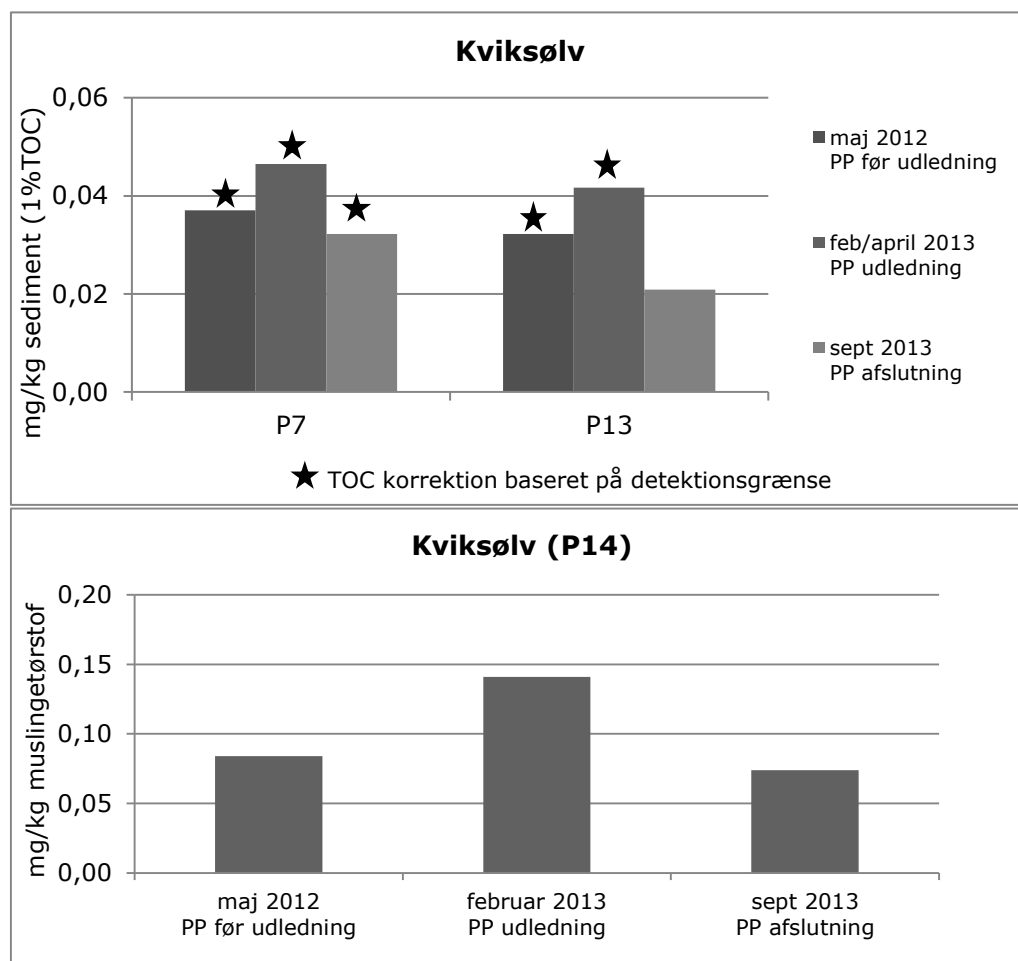 Kviksølv
mg/kg sediment (1%TOC)
0,06
0,04
0,02
0,00
P7
P13
maj 2012
PP før udledning
feb/april 2013
PP udledning
sept 2013
PP afslutning
TOC korrektion baseret på detektionsgrænse
Kviksølv (P14)
mg/kg muslingetørstof
0,20
0,15
0,10
0,05
0,00
maj 2012
PP før udledning
februar 2013
PP udledning
sept 2013
PP afslutning